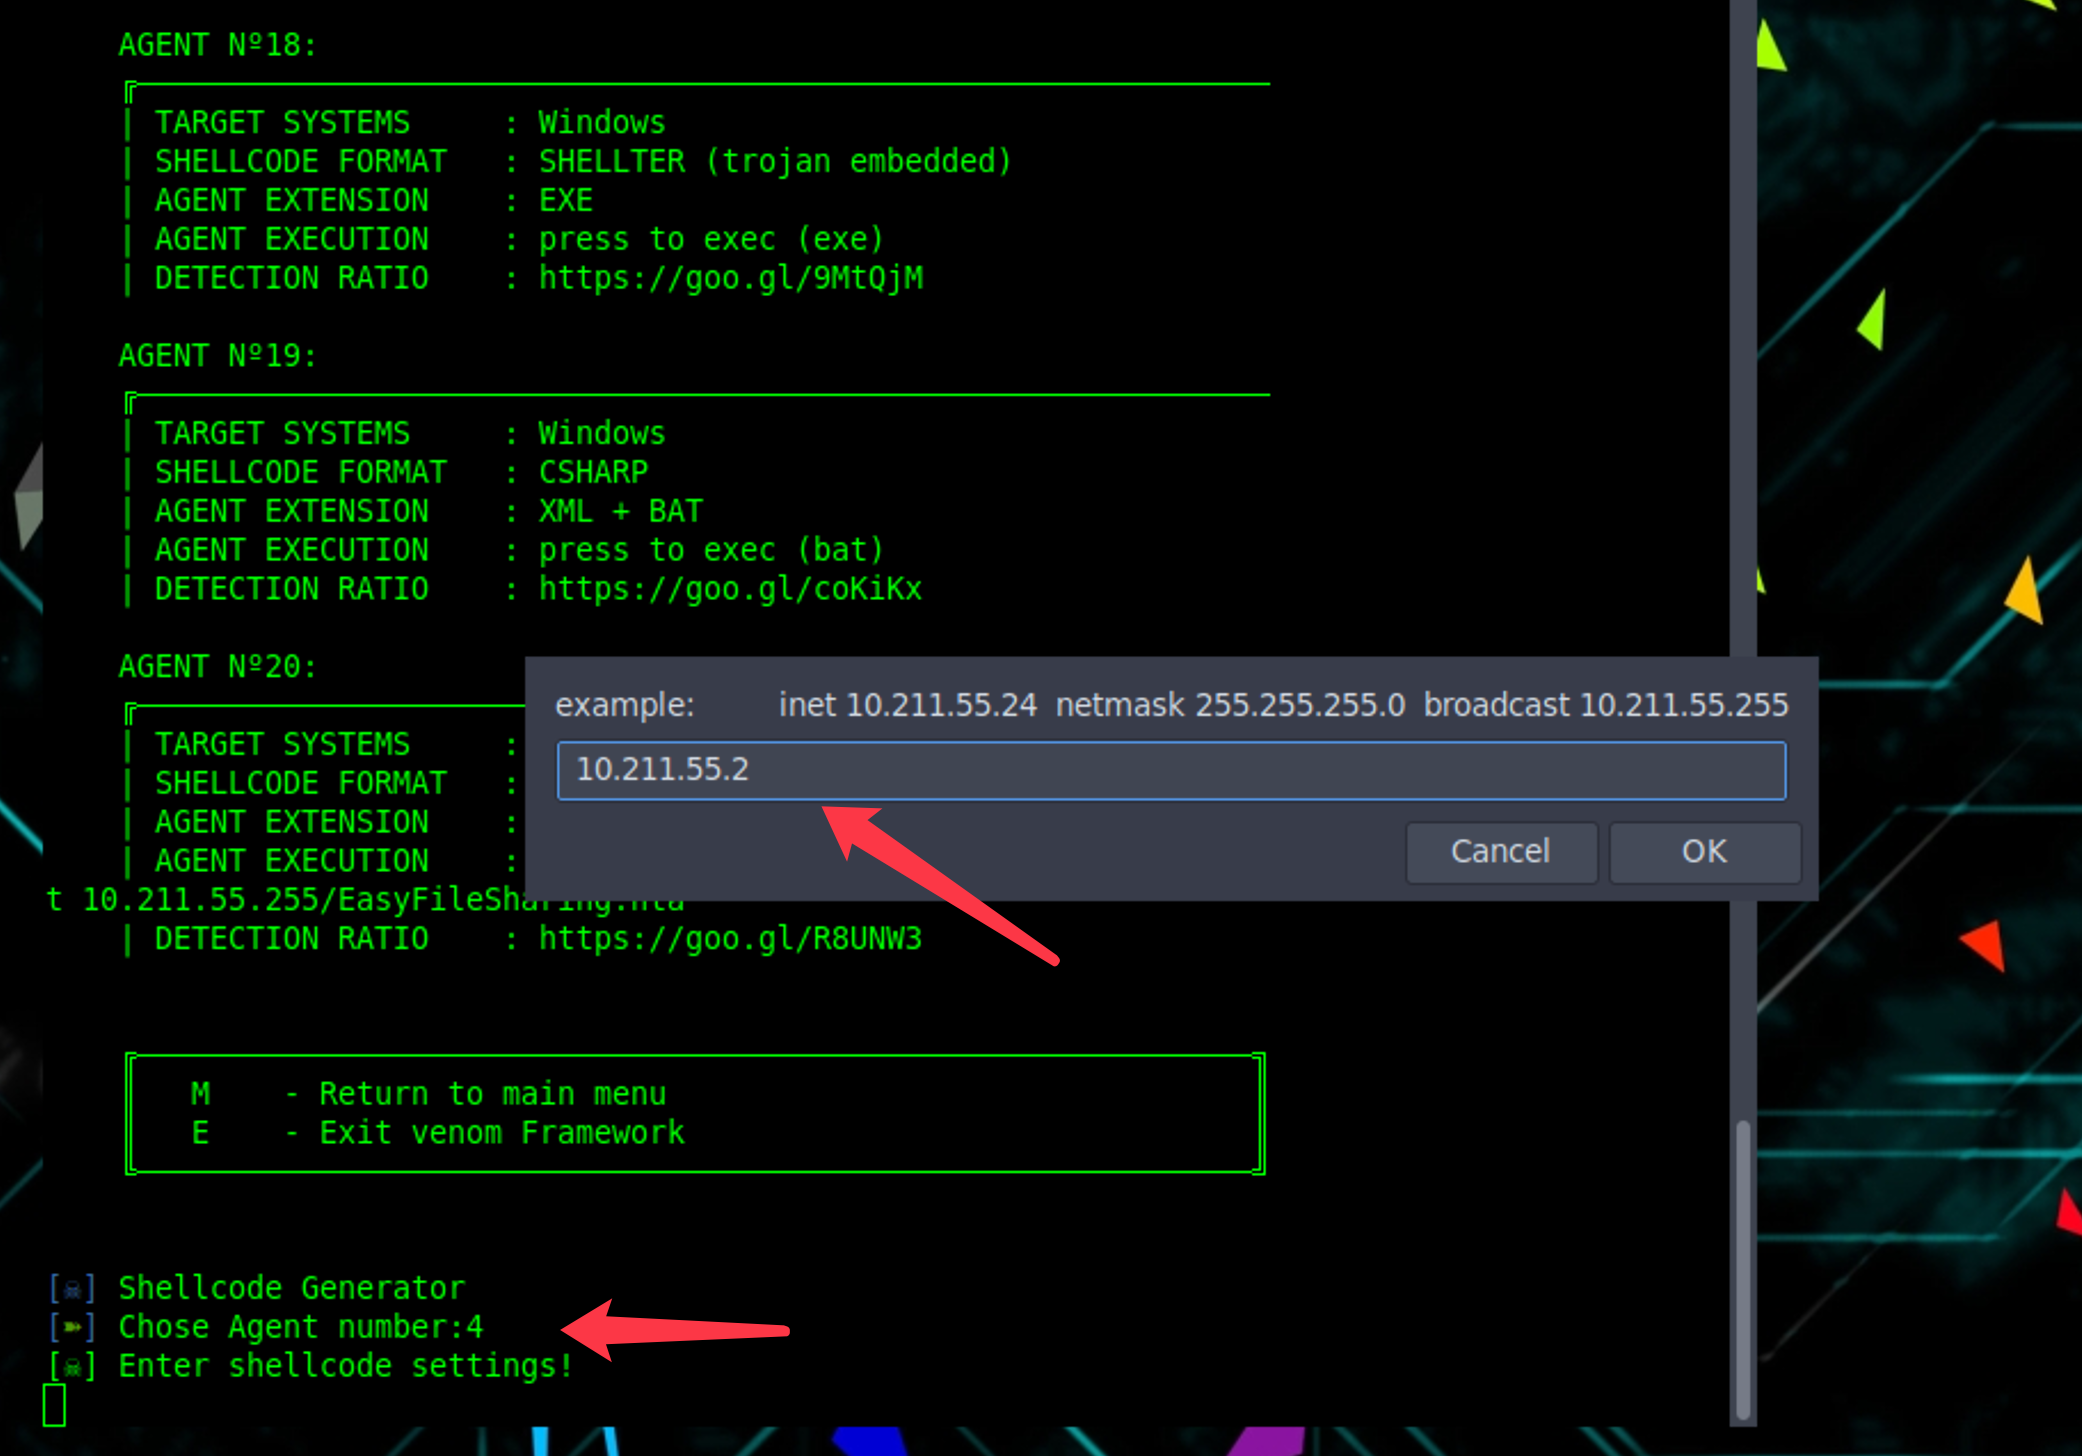 AGENT Nº18:
TARGET SYSTEMS : Windows
SHELLCODE FORMAT : SHELLTER (trojan embedded)
AGENT EXTENSION : EXE
AGENT EXECUTION : press to exec (exe)
DETECTION RATIO : https://goo.gl/9MtQjM
AGENT Nº19:
TARGET SYSTEMS : Windows
SHELLCODE FORMAT : CSHARP
AGENT EXTENSION : XML + BAT
AGENT EXECUTION : press to exec (bat)
DETECTION RATIO : https://goo.gl/coKiKx
AGENT Nº20:
TARGET SYSTEMS :
SHELLCODE FORMAT :
AGENT EXTENSION :
AGENT EXECUTION :
t 10.211.55.255/EasyFileSharing.hta
DETECTION RATIO : https://goo.gl/R8UNW3
example: inet 10.211.55.24 netmask 255.255.255.0 broadcast 10.211.55.255
10.211.55.2
Cancel OK
M - Return to main menu
E - Exit venom Framework
[☠] Shellcode Generator
[➽] Chose Agent number:4
[☠] Enter shellcode settings!